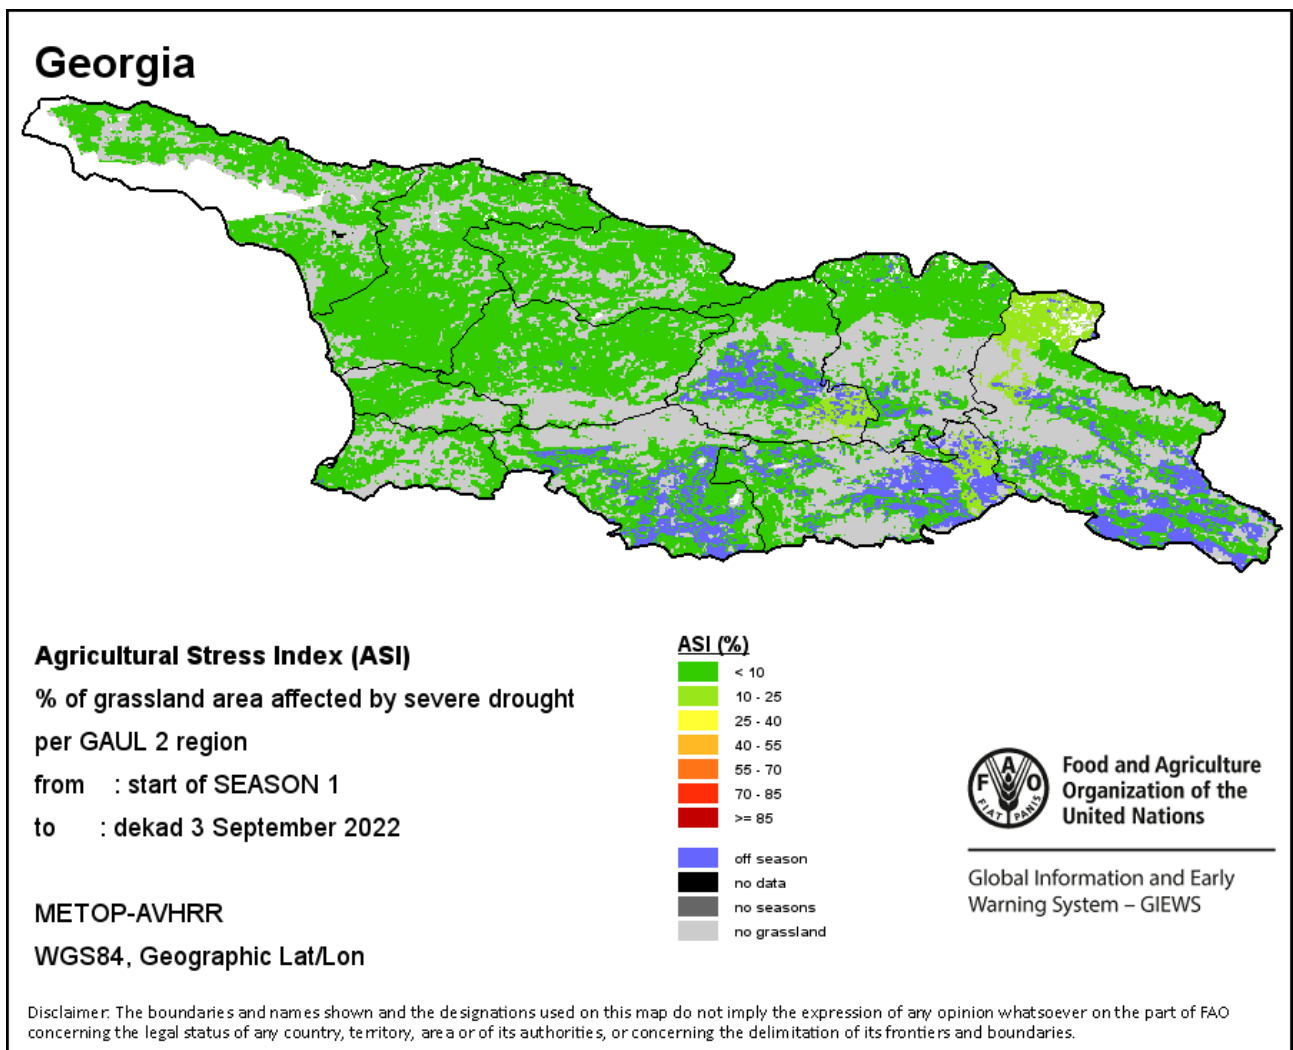 Georgia
Agricultural Stress Index (ASI)
% of grassland area affected by severe drought
per GAUL 2 region
from : start of SEASON 1
to : dekad 3 September 2022
METOP-AVHRR
WGS84, Geographic Lat/Lon
ASI (%)
< 10
10 - 25
25 - 40
40 - 55
55 - 70
70 - 85
>= 85
off season
no data
no seasons
no grassland
F A O
FIAT PANIS
Food and Agriculture
Organization of the
United Nations
Global Information and Early
Warning System – GIEWS
Disclaimer: The boundaries and names shown and the designations used on this map do not imply the expression of any opinion whatsoever on the part of FAO
concerning the legal status of any country, territory, area or of its authorities, or concerning the delimitation of its frontiers and boundaries.